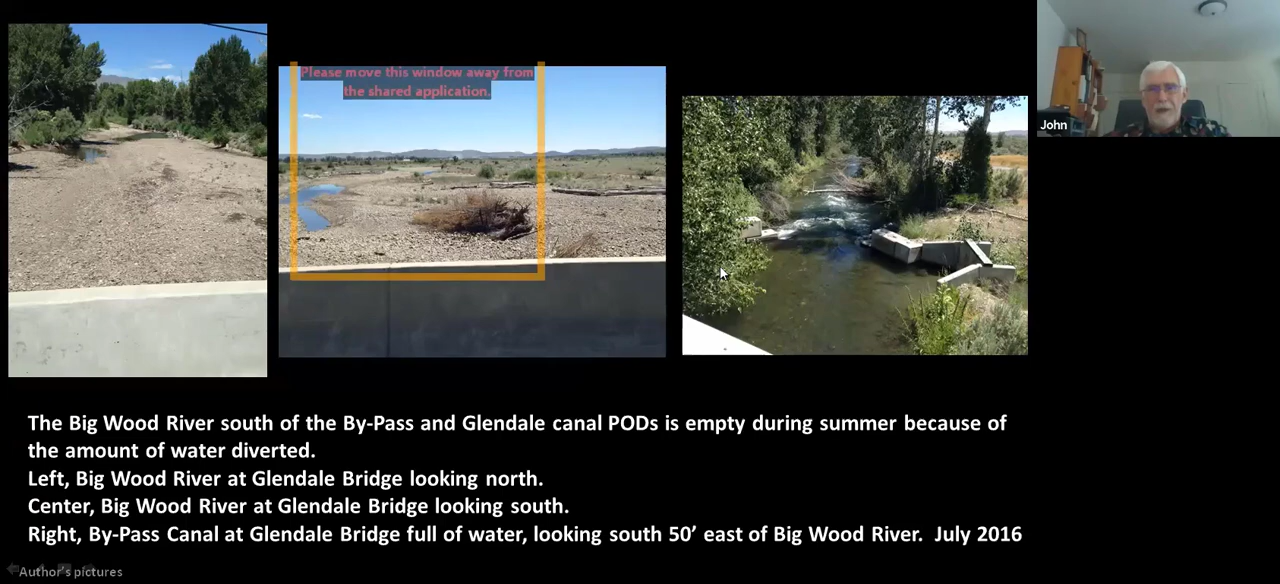 Please move this window away from
the shared application.
John
The Big Wood River south of the By-Pass and Glendale canal PODs is empty during summer because of
the amount of water diverted.
Left, Big Wood River at Glendale Bridge looking north.
Center, Big Wood River at Glendale Bridge looking south.
Right, By-Pass Canal at Glendale Bridge full of water, looking south 50’ east of Big Wood River.  July 2016
Author's pictures